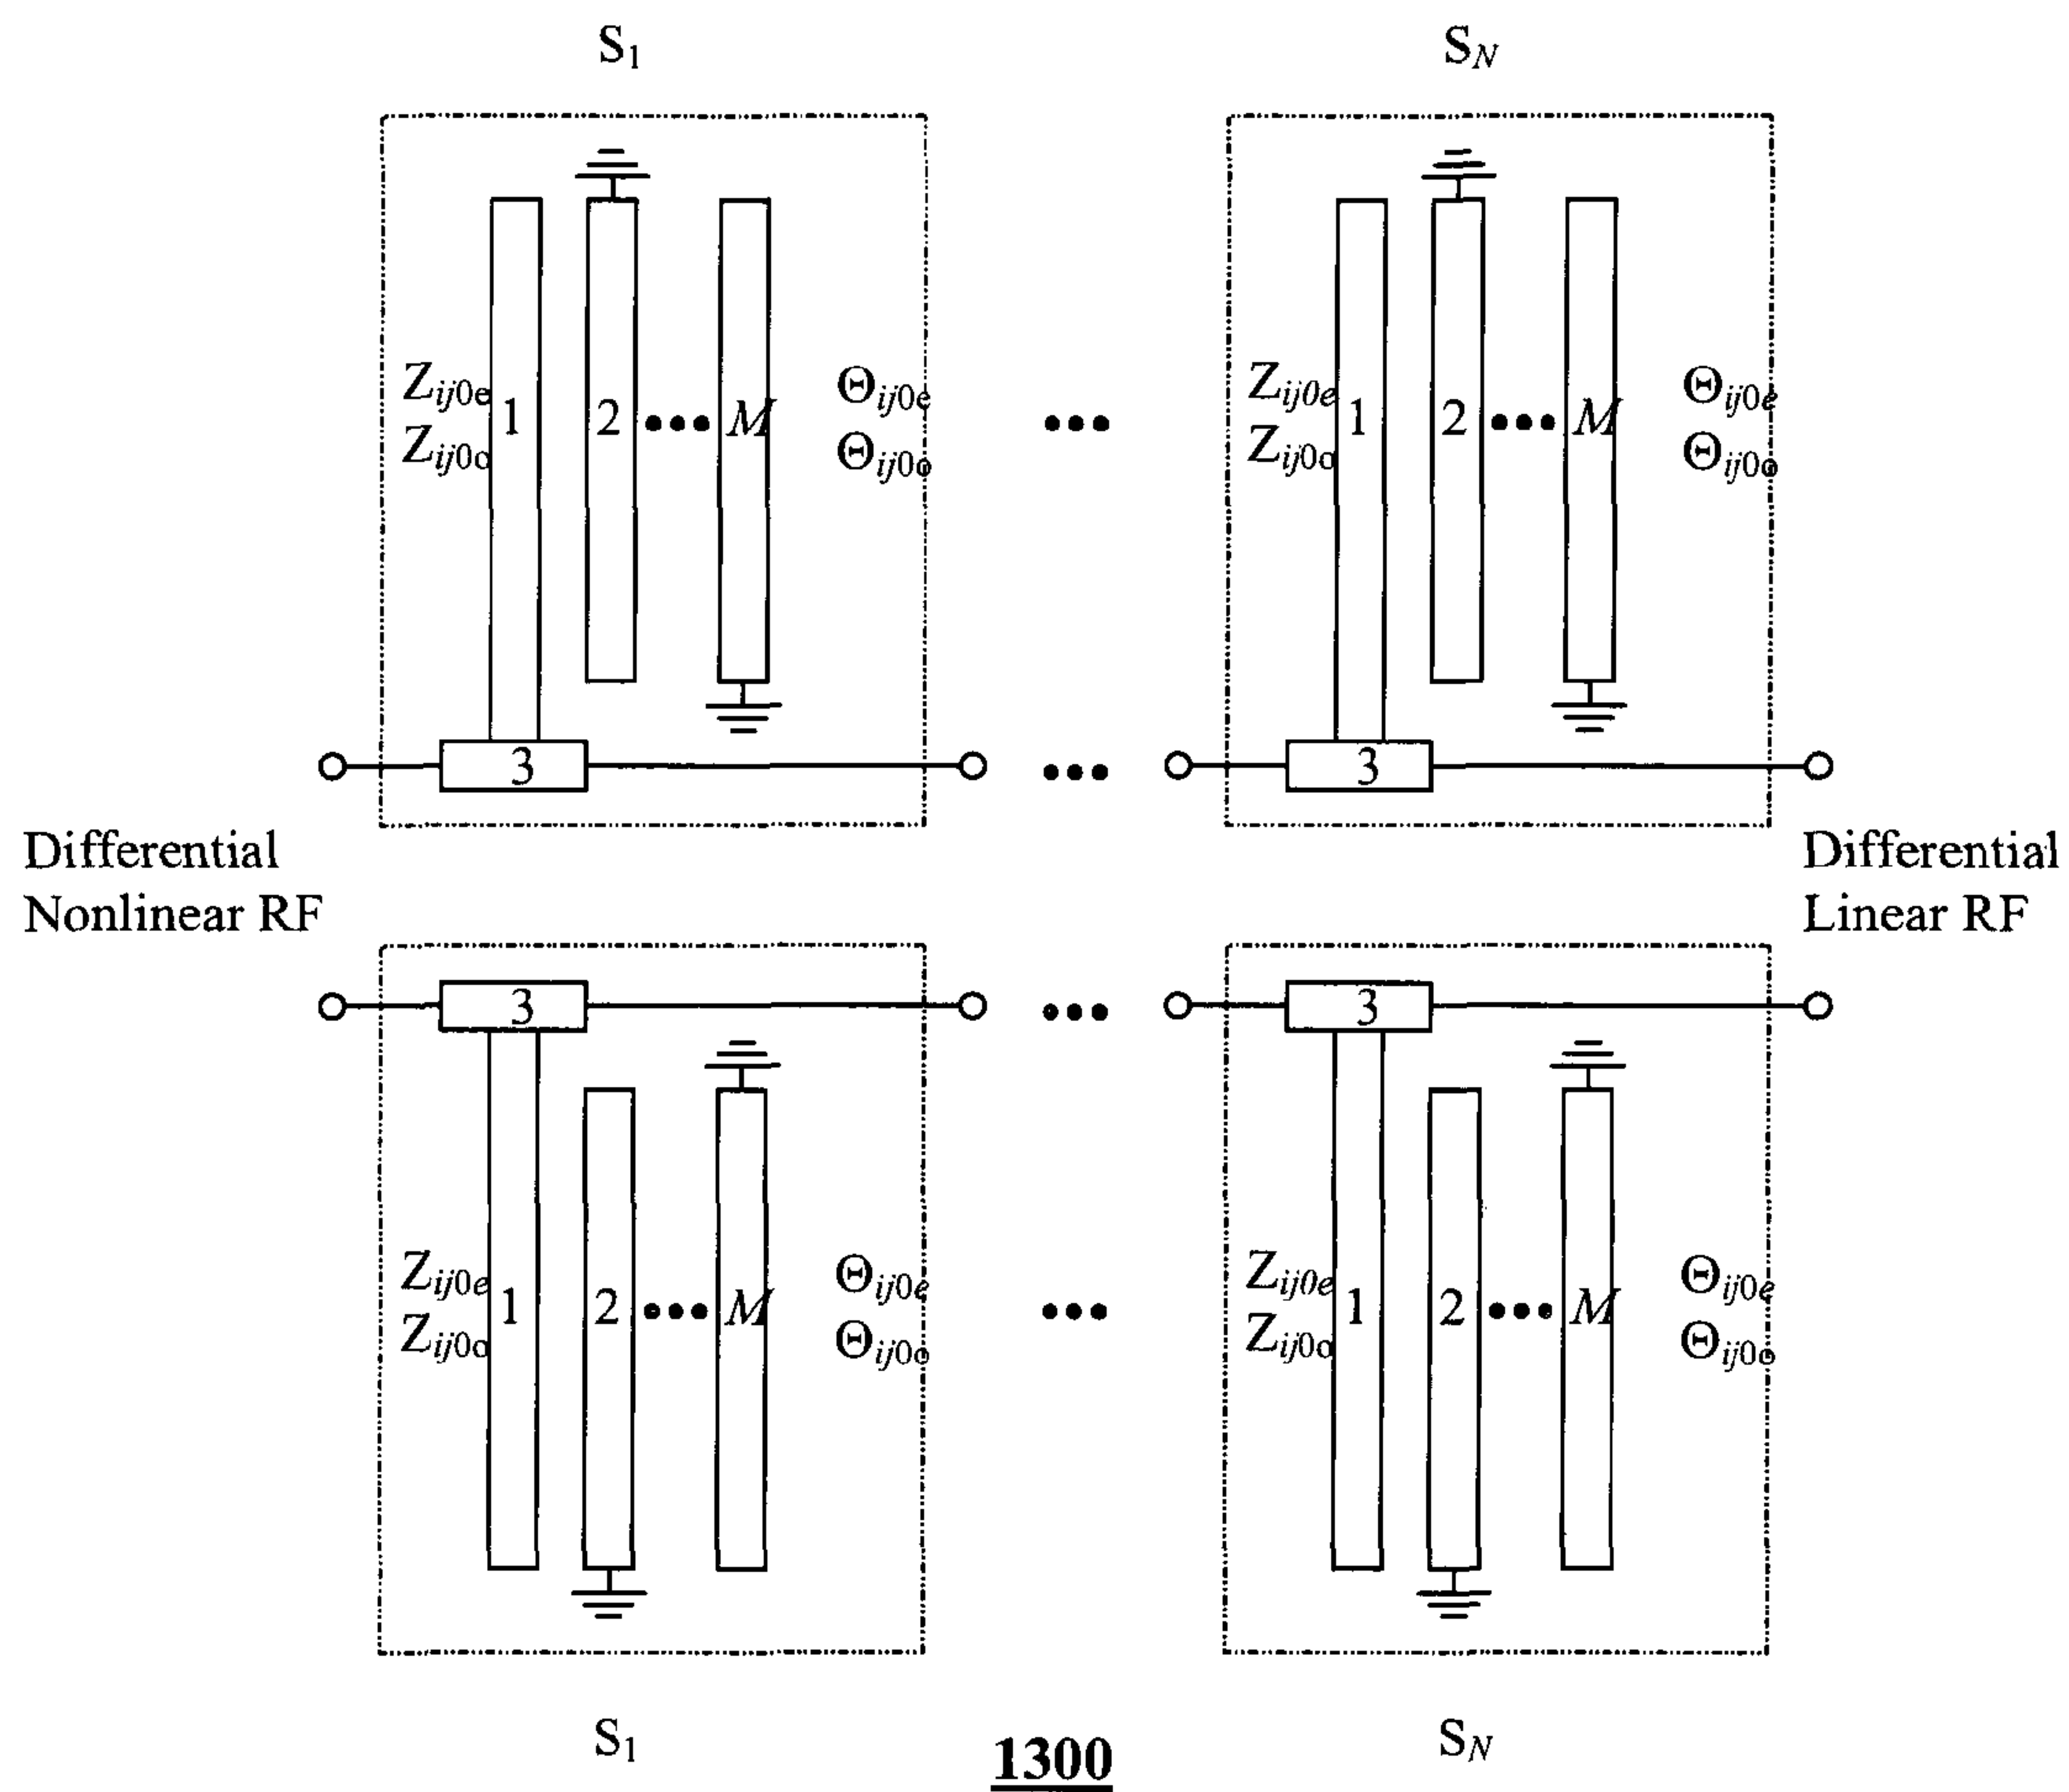 S1 SN
Zij0e 1 2 ••• M Θij0e ••• Zij0e 1 2 ••• M Θij0e
Zij0o Θij0o Zij0o Θij0o
3 ••• 3
Differential
Nonlinear RF
Differential
Linear RF
3 ••• 3
Zij0e 1 2 ••• M Θij0e ••• Zij0e 1 2 ••• M Θij0e
Zij0o Θij0o Zij0o Θij0o
S1 SN
1300